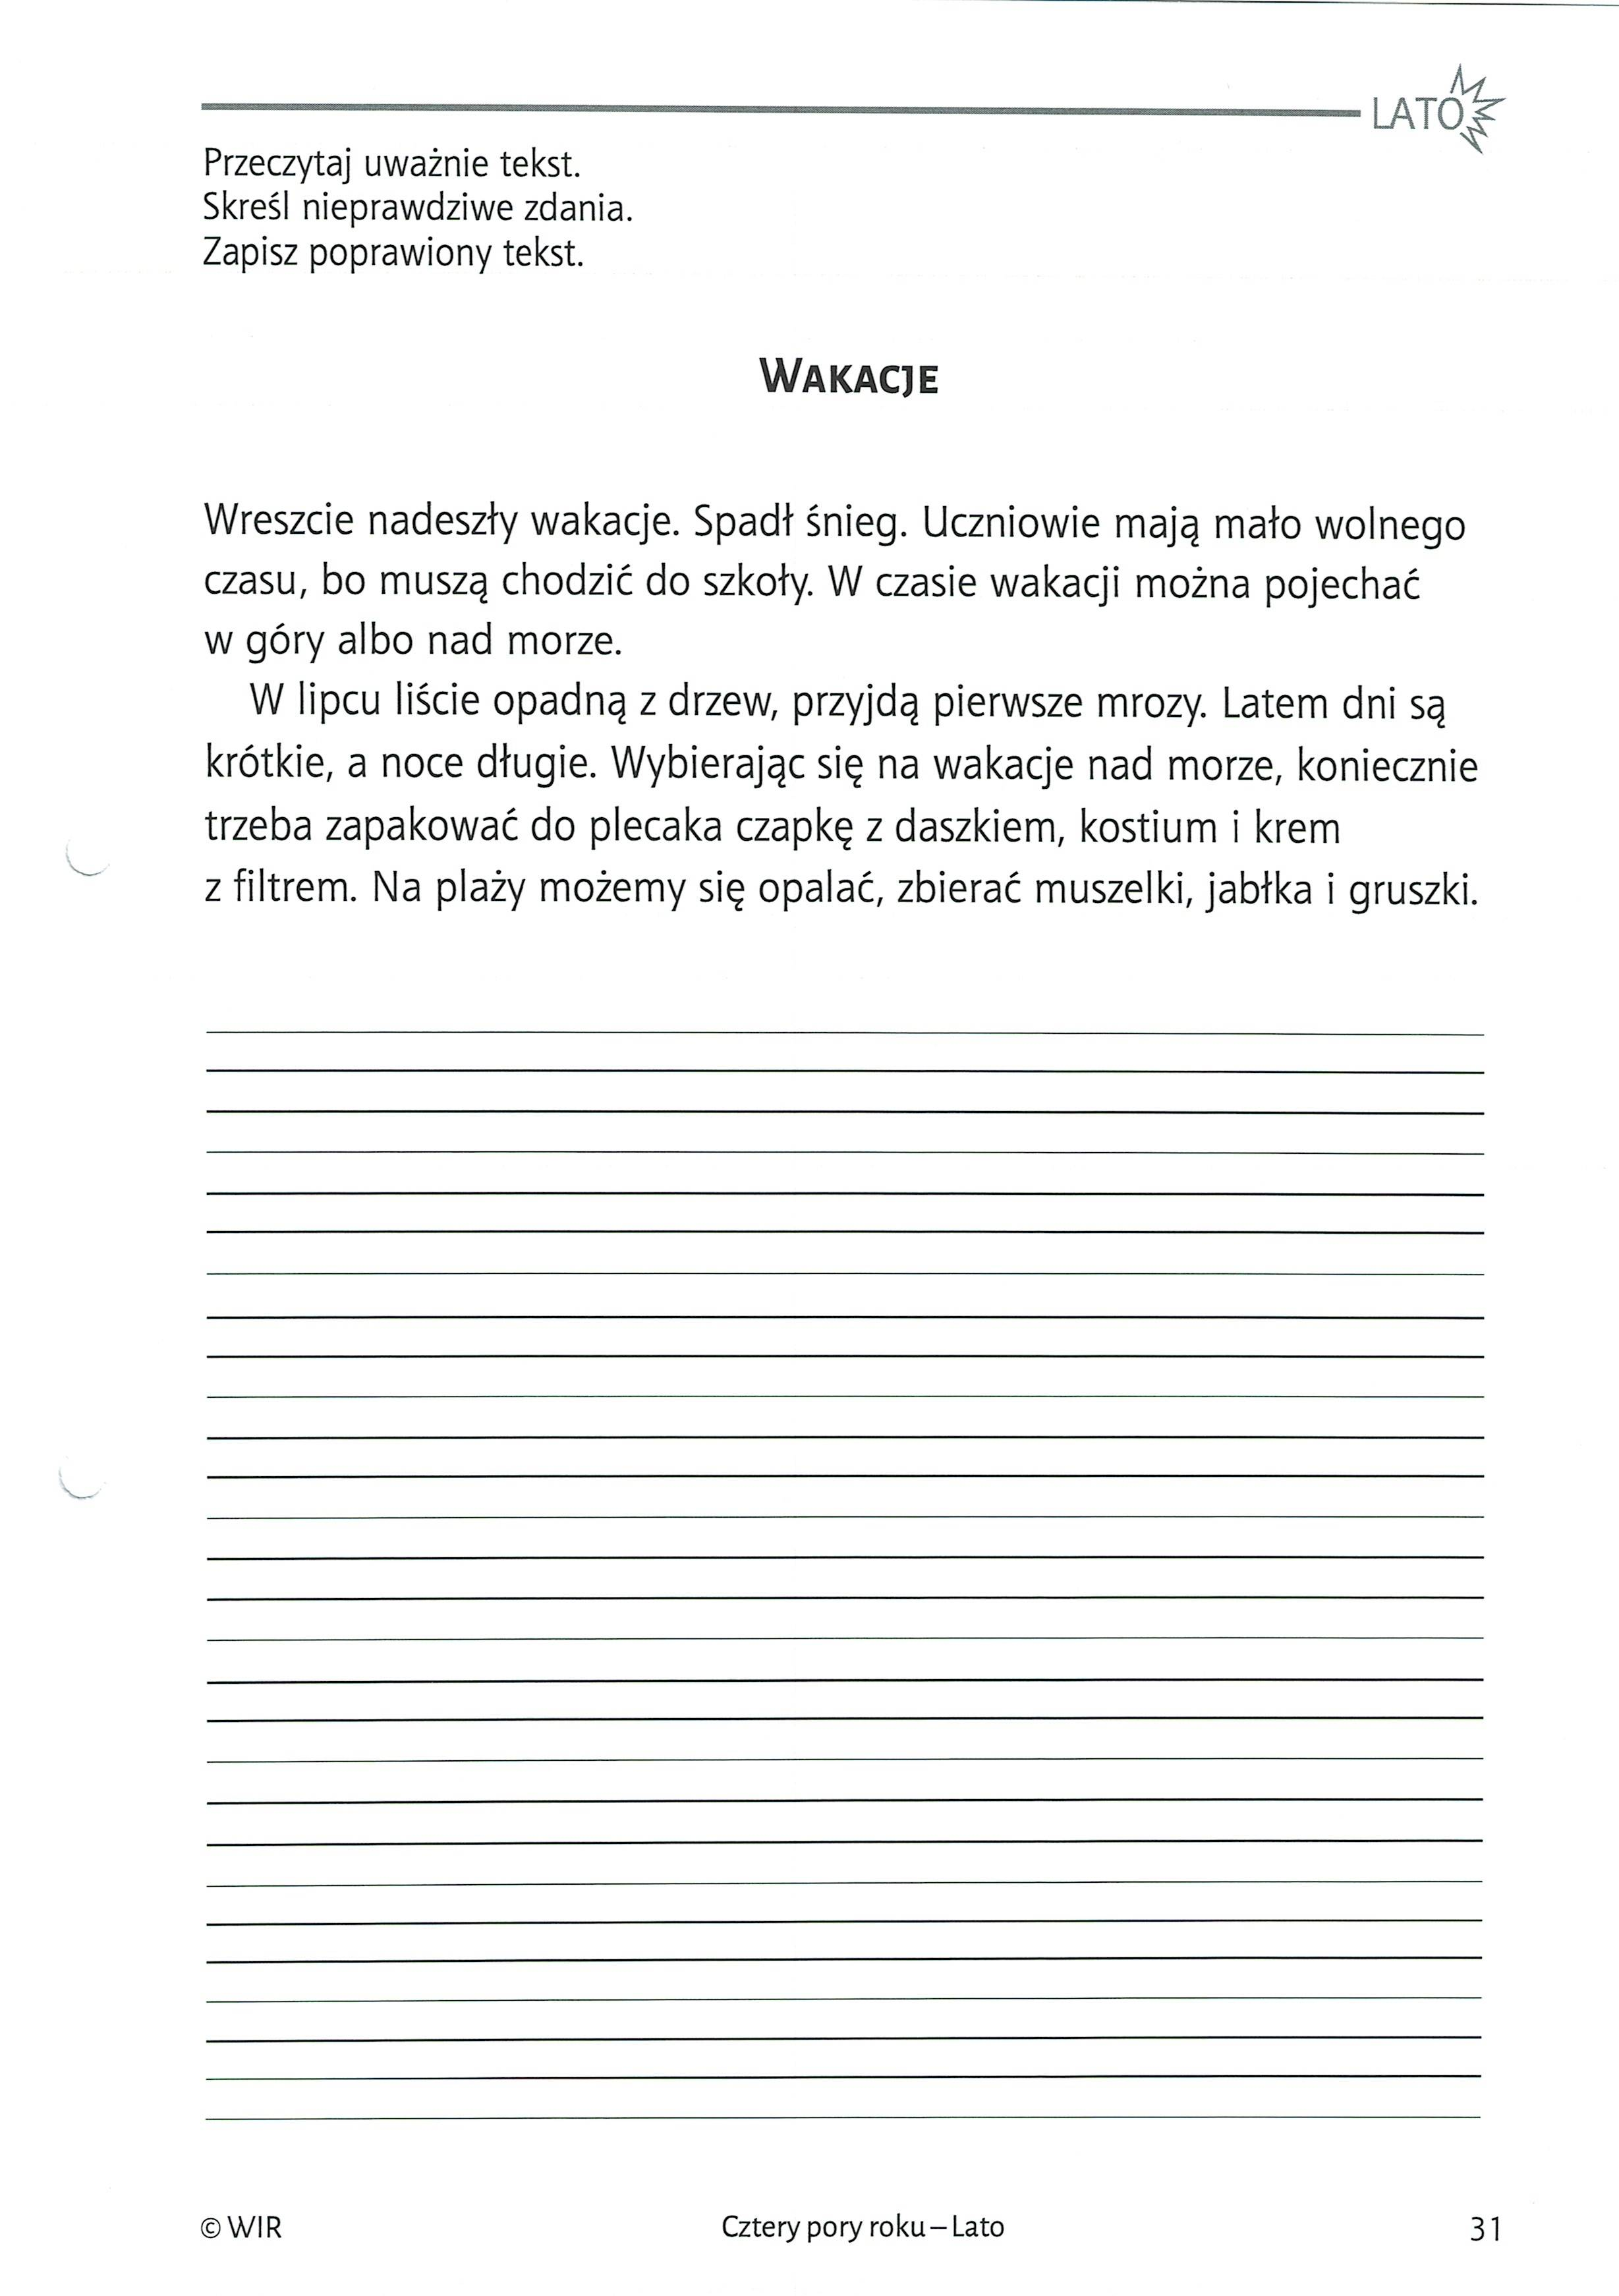 LATO
Przeczytaj uważnie tekst.
Skreśl nieprawdziwe zdania.
Zapisz poprawiony tekst.
WAKACJE
Wreszcie nadeszły wakacje. Spadł śnieg. Uczniowie mają mało wolnego
czasu, bo muszą chodzić do szkoły. W czasie wakacji można pojechać
w góry albo nad morze.
W lipcu liście opadną z drzew, przyjdą pierwsze mrozy. Latem dni są
krótkie, a noce długie. Wybierając się na wakacje nad morze, koniecznie
trzeba zapakować do plecaka czapkę z daszkiem, kostium i krem
z filtrem. Na plaży możemy się opalać, zbierać muszelki, jabłka i gruszki.
© WIR
Cztery pory roku – Lato
31